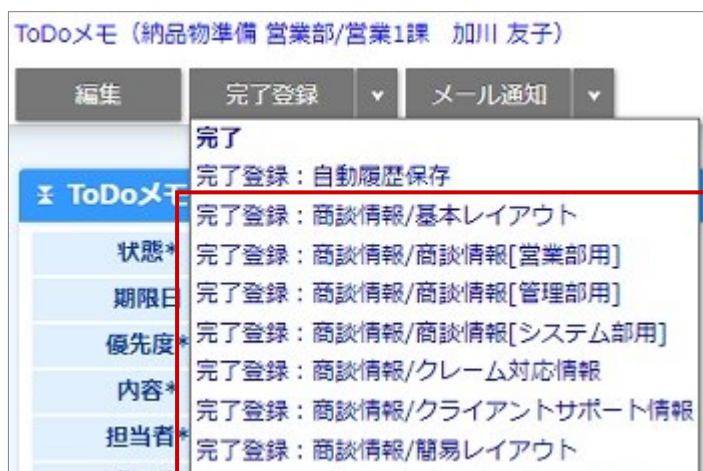 ToDoメモ（納品物準備 営業部/営業1課　加川 友子）
編集
完了登録
メール通知
完了
完了登録：自動履歴保存
ToDoメモ
完了登録：商談情報/基本レイアウト
状態*
完了登録：商談情報/商談情報[営業部用]
期限日
完了登録：商談情報/商談情報[管理部用]
優先度*
完了登録：商談情報/商談情報[システム部用]
内容*
完了登録：商談情報/クレーム対応情報
完了登録：商談情報/クライアントサポート情報
担当者*
完了登録：商談情報/簡易レイアウト